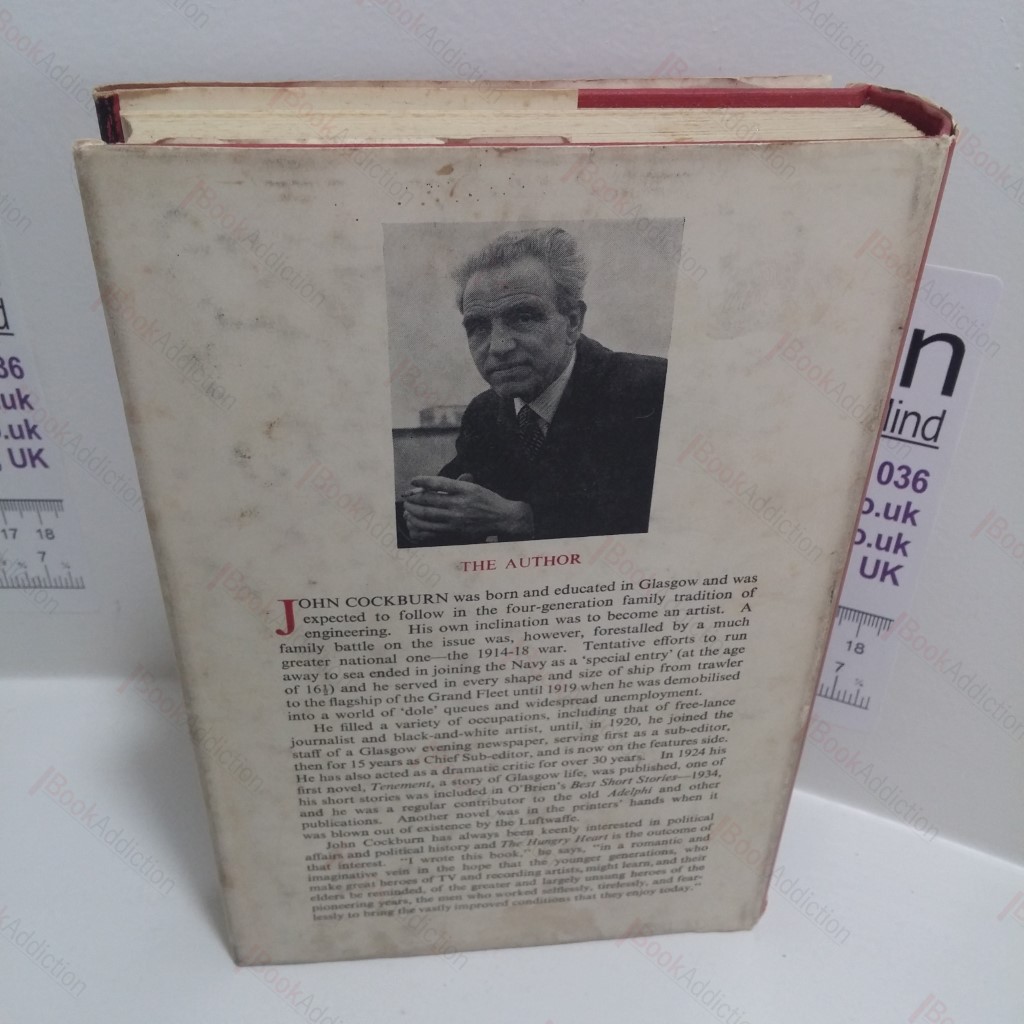 THE AUTHOR
JOHN COCKBURN was born and educated in Glasgow and was
expected to follow in the four-generation family tradition of
engineering. His own inclination was to become an artist. A
family battle on the issue was, however, forestalled by a much
greater national one—the 1914-18 war. Tentative efforts to run
away to sea ended in joining the Navy as a 'special entry' (at the age
of 16½) and he served in every shape and size of ship from trawler
to the flagship of the Grand Fleet until 1919 when he was demobilised
into a world of 'dole' queues and widespread unemployment.
He filled a variety of occupations, including that of free-lance
journalist and black-and-white artist, until, in 1920, he joined the
staff of a Glasgow evening newspaper, serving first as a sub-editor,
then for 15 years as Chief Sub-editor, and is now on the features side.
He has also acted as a dramatic critic for over 30 years. In 1924 his
first novel, Tenement, a story of Glasgow life, was published, one of
his short stories was included in O'Brien's Best Short Stories—1934,
and he was a regular contributor to the old Adelphi and other
publications. Another novel was in the printers' hands when it
was blown out of existence by the Luftwaffe.
John Cockburn has always been keenly interested in political
affairs and political history and The Hungry Heart is the outcome of
that interest. "I wrote this book," he says, "in a romantic and
imaginative vein in the hope that the younger generations, who
make great heroes of TV and recording artists, might learn, and their
elders be reminded, of the greater and largely unsung heroes of the
pioneering years, the men who worked selflessly, tirelessly, and fear-
lessly to bring the vastly improved conditions that they enjoy today."
d
36
.uk
o.uk
, UK
17 18
7
n
lind
036
o.uk
o.uk
UK
18
7
|BookAddiction